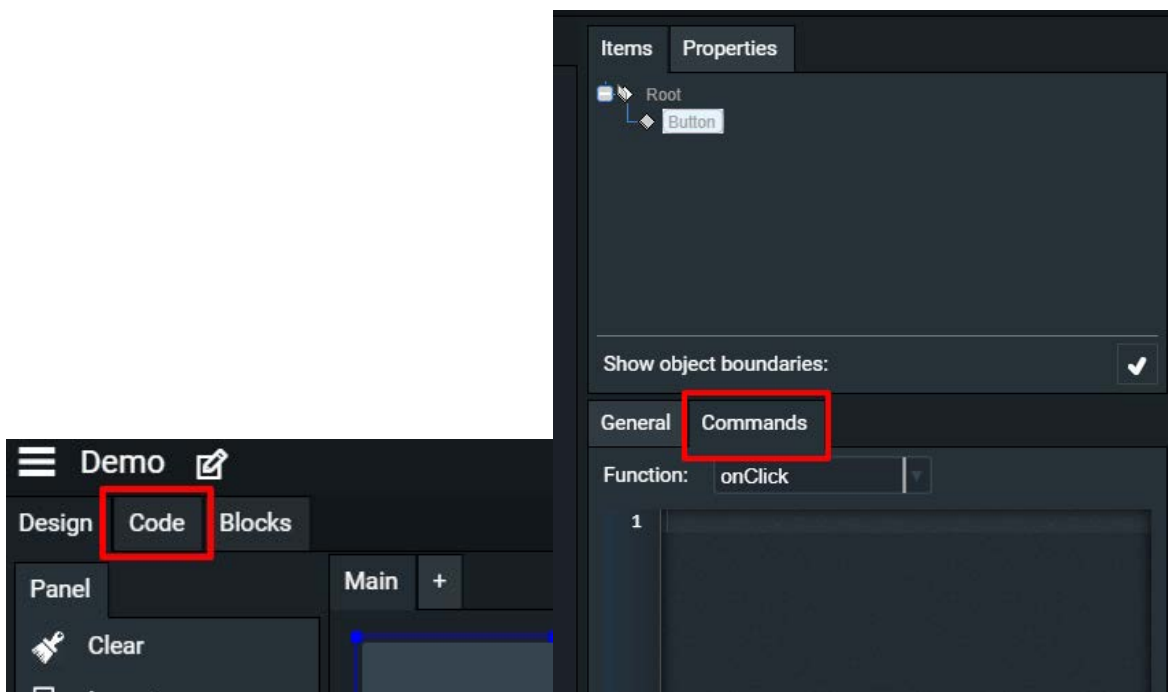 Items Properties
Root
Button
Show object boundaries:
General Commands
Function: onClick
1
Demo
Design Code Blocks
Panel
Main +
Clear